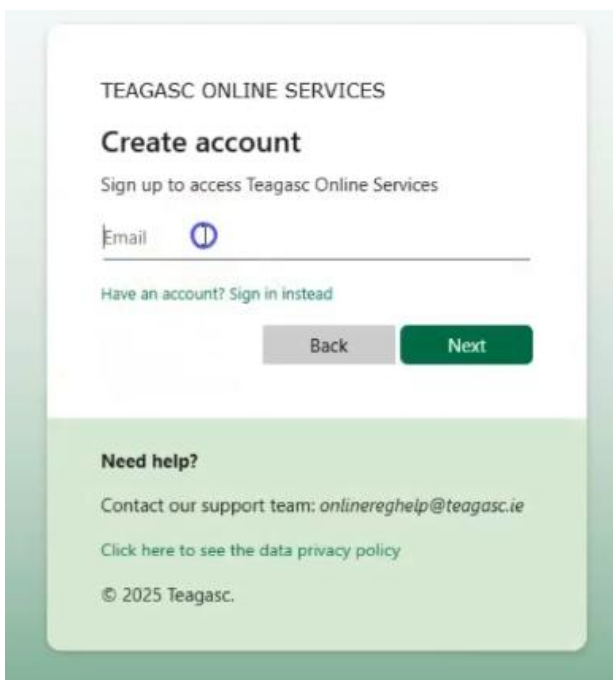 TEAGASC ONLINE SERVICES
Create account
Sign up to access Teagasc Online Services
Email
Have an account? Sign in instead
Back
Next
Need help?
Contact our support team: onlinereghelp@teagasc.ie
Click here to see the data privacy policy
© 2025 Teagasc.